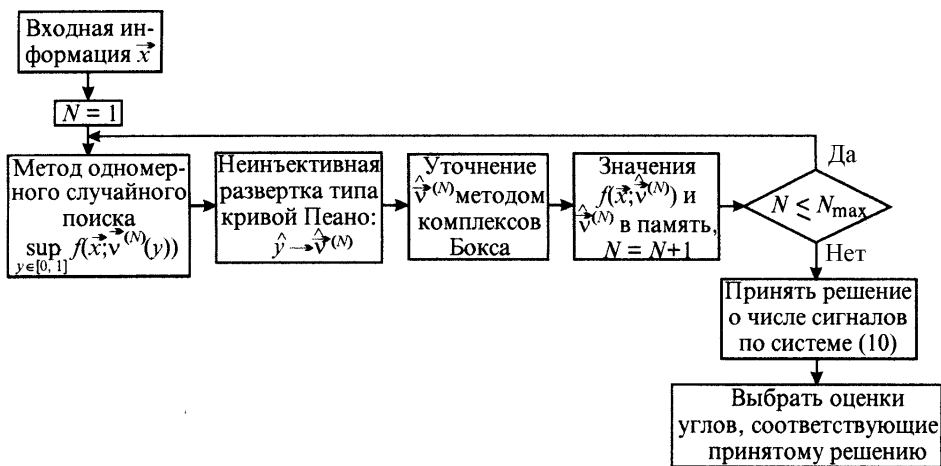 Входная ин-
формация x⃗
N = 1
Метод одномер-
ного случайного
поиска
sup f(x⃗;ν⃗⁽ᴺ⁾(y))
y∈[0, 1]
Неинъективная
развертка типа
кривой Пеано:
ŷ → ν⃗̂⁽ᴺ⁾
Уточнение
ν⃗̂⁽ᴺ⁾ методом
комплексов
Бокса
Значения
f(x⃗;ν⃗̂⁽ᴺ⁾) и
ν⃗̂⁽ᴺ⁾ в память,
N = N+1
Да
N ≤ Nmax
Нет
Принять решение
о числе сигналов
по системе (10)
Выбрать оценки
углов, соответствующие
принятому решению